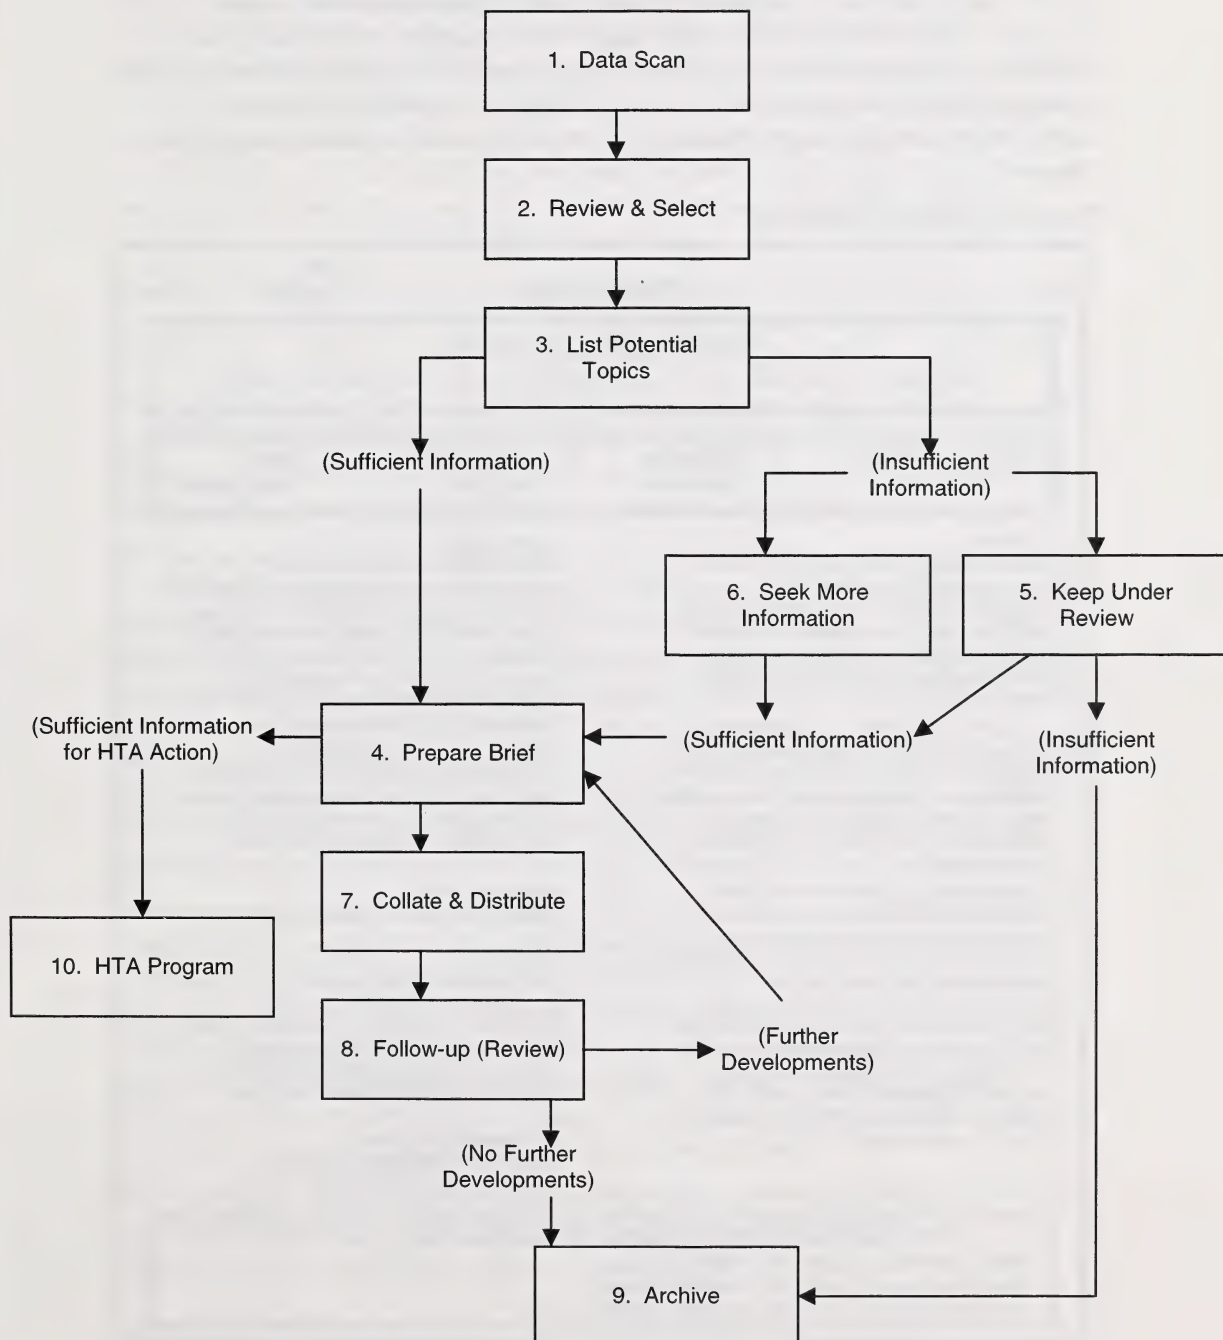 1. Data Scan
2. Review & Select
3. List Potential
Topics
(Sufficient Information)
(Insufficient
Information)
6. Seek More
Information
5. Keep Under
Review
(Sufficient Information
for HTA Action)
4. Prepare Brief
(Sufficient Information)
(Insufficient
Information)
7. Collate & Distribute
10. HTA Program
8. Follow-up (Review)
(Further
Developments)
(No Further
Developments)
9. Archive